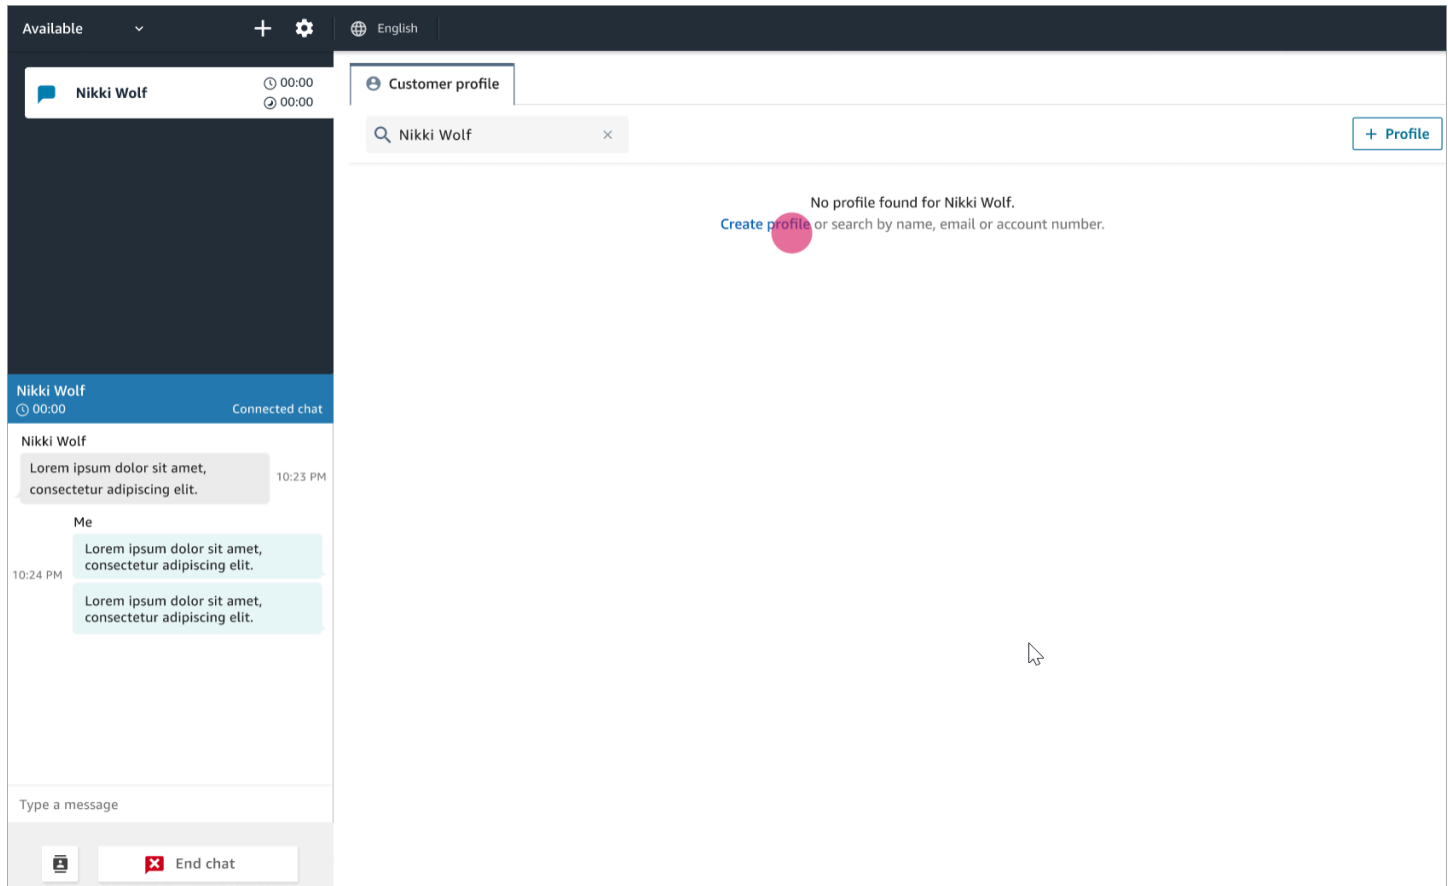 Available
English
Nikki Wolf
00:00
00:00
Customer profile
Nikki Wolf
+ Profile
No profile found for Nikki Wolf.
Create profile or search by name, email or account number.
Nikki Wolf
00:00
Connected chat
Nikki Wolf
Lorem ipsum dolor sit amet,
consectetur adipiscing elit.
10:23 PM
Me
Lorem ipsum dolor sit amet,
consectetur adipiscing elit.
10:24 PM
Lorem ipsum dolor sit amet,
consectetur adipiscing elit.
Type a message
End chat